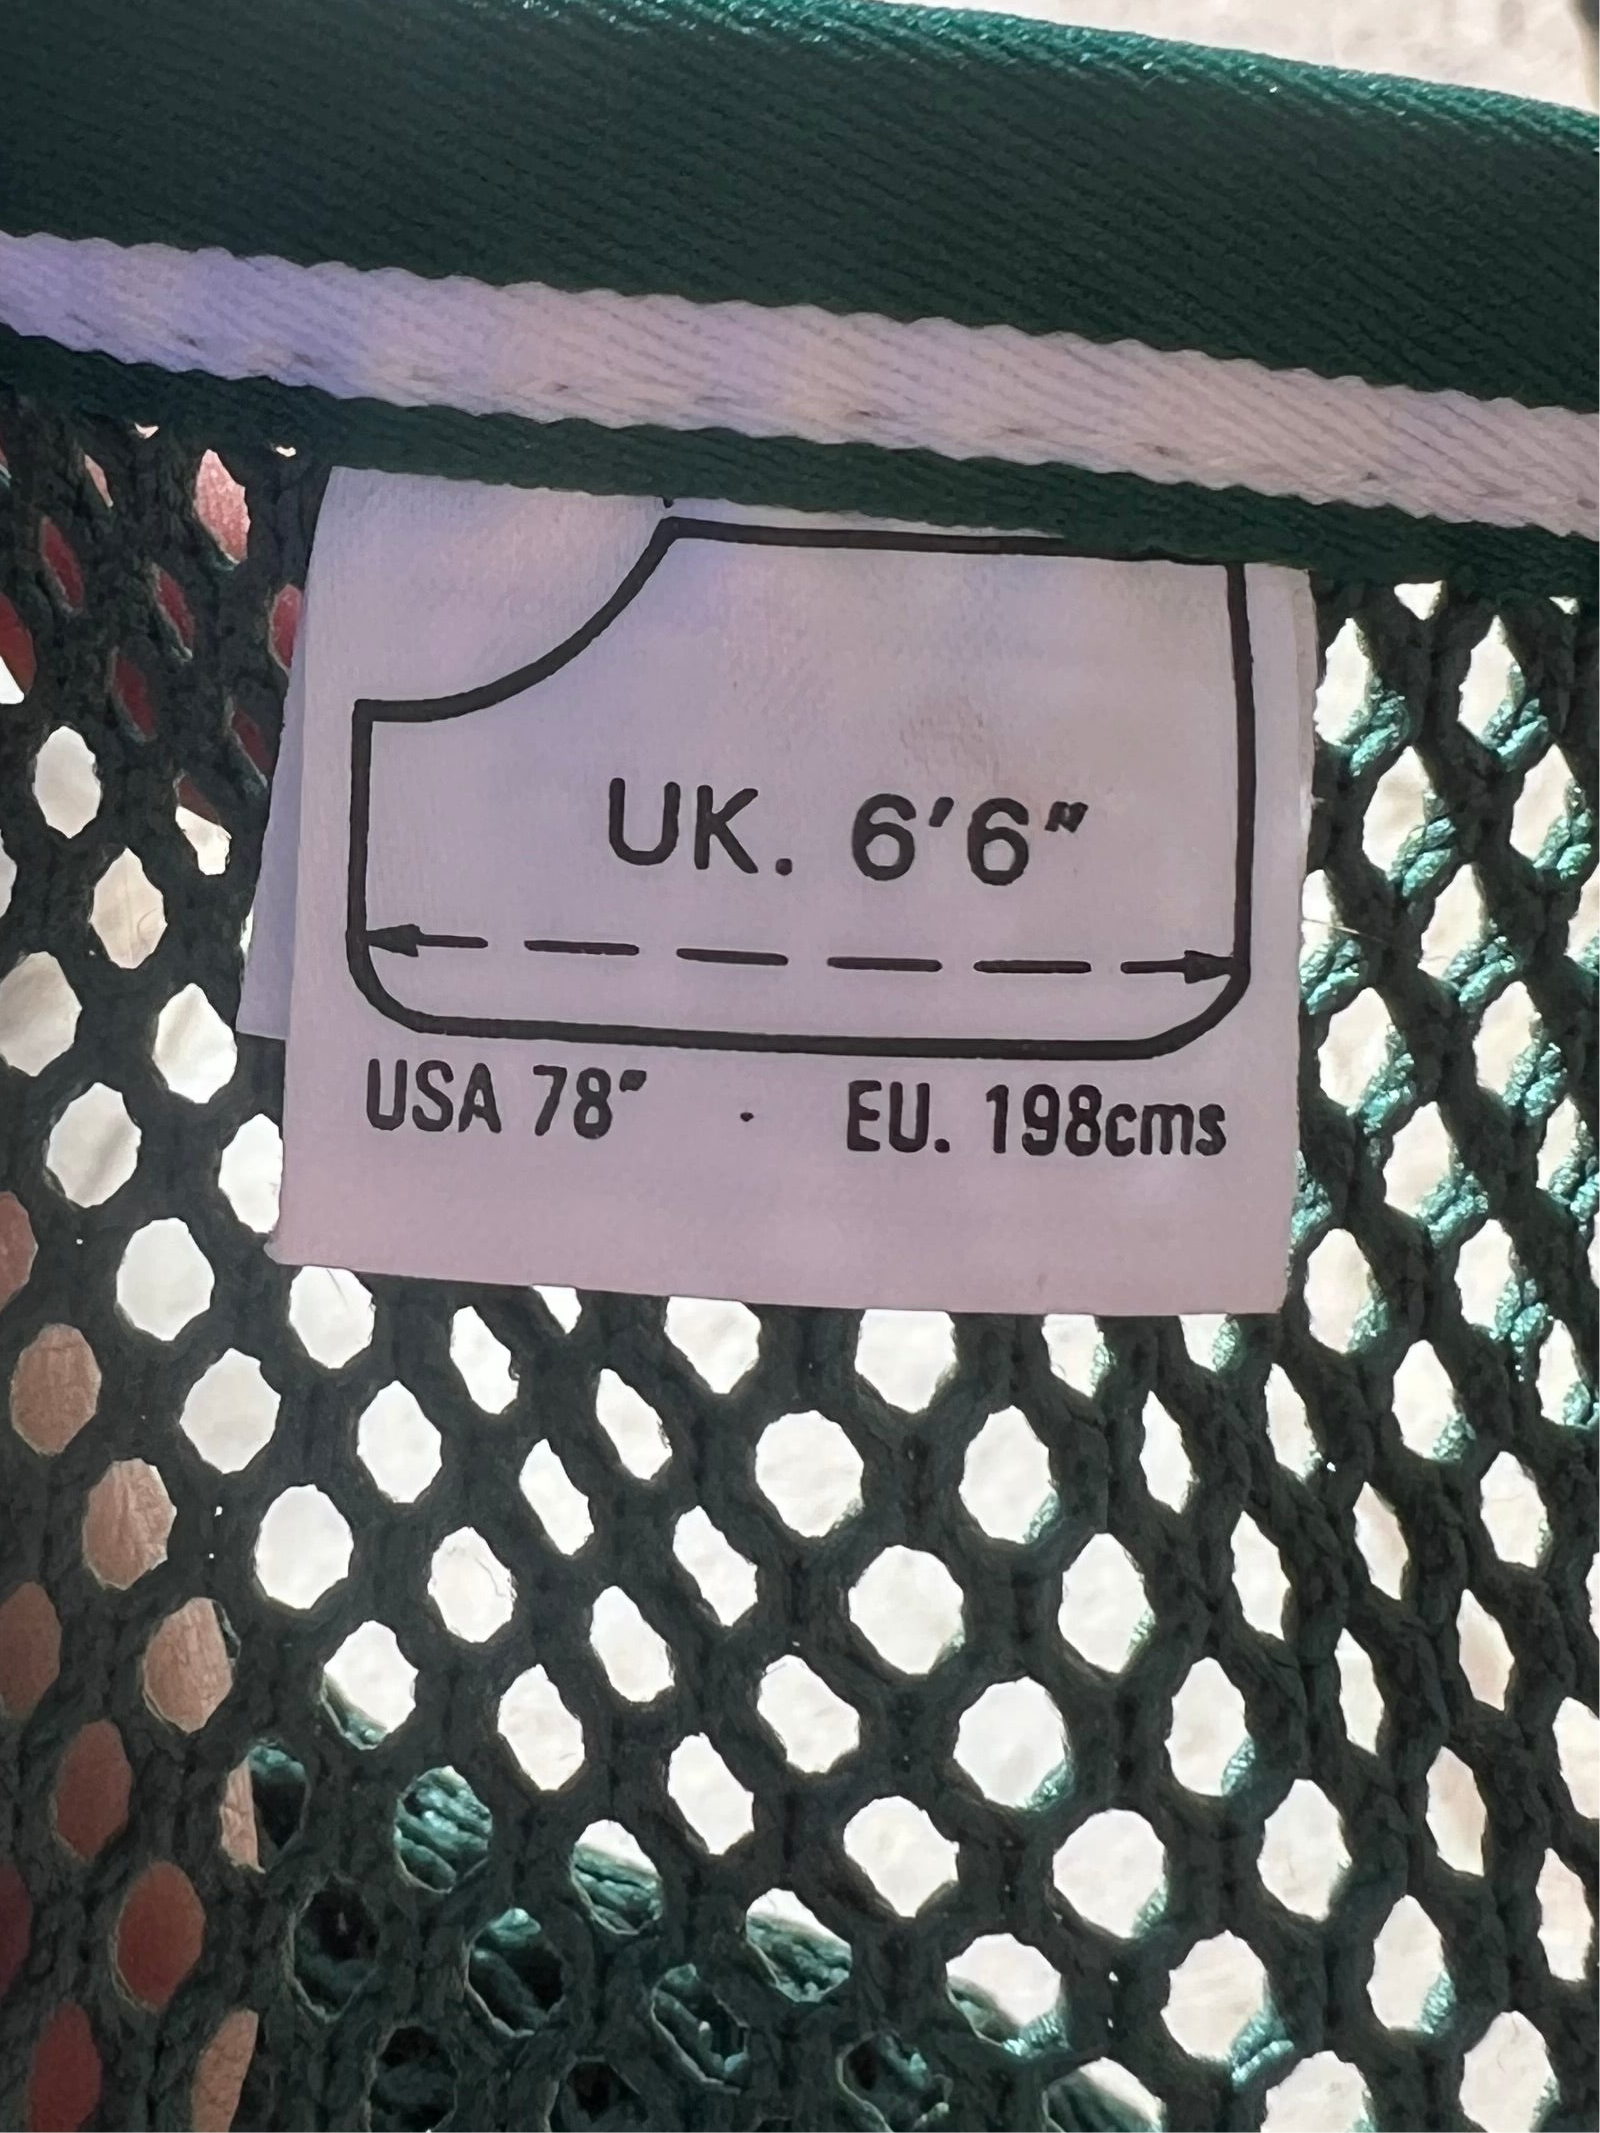 UK. 6'6"
USA 78" · EU. 198cms